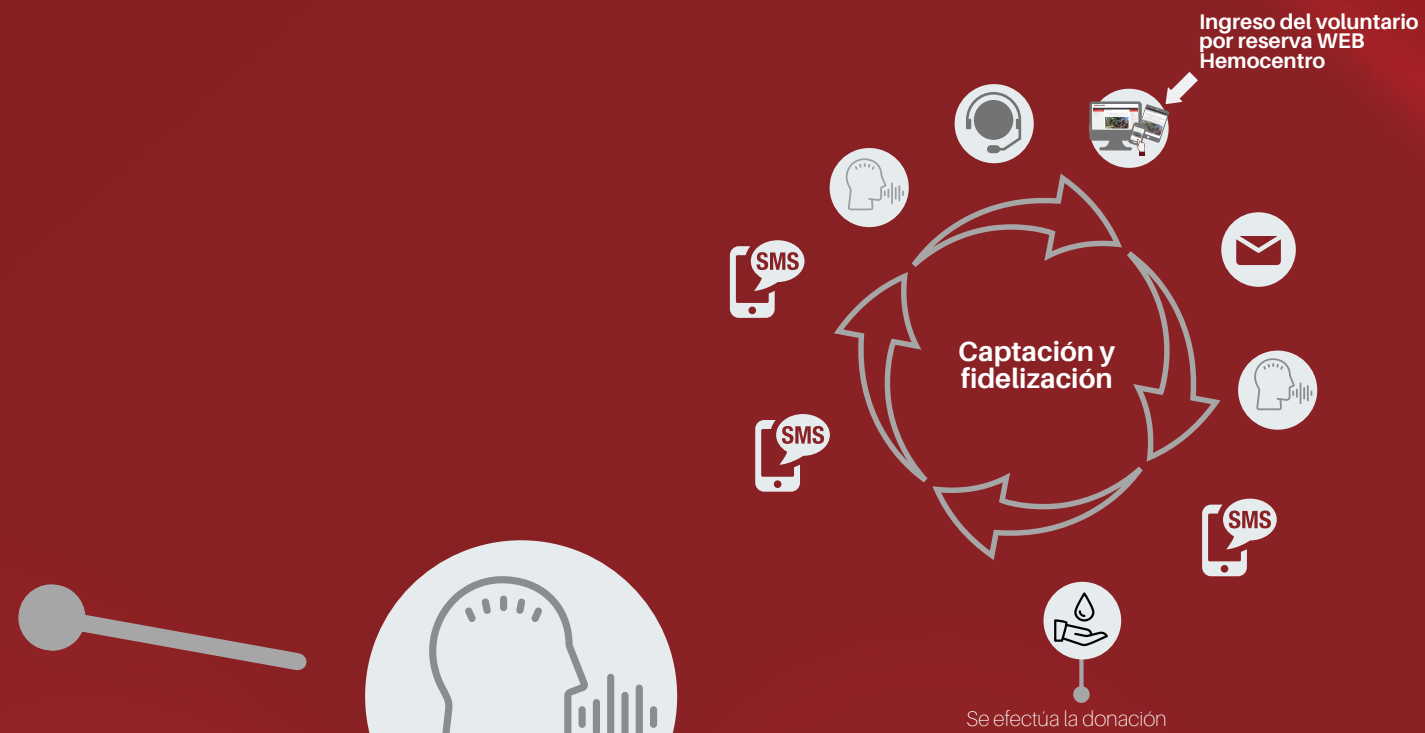 Ingreso del voluntario
por reserva WEB
Hemocentro
SMS
Captación y
fidelización
SMS
SMS
Se efectúa la donación